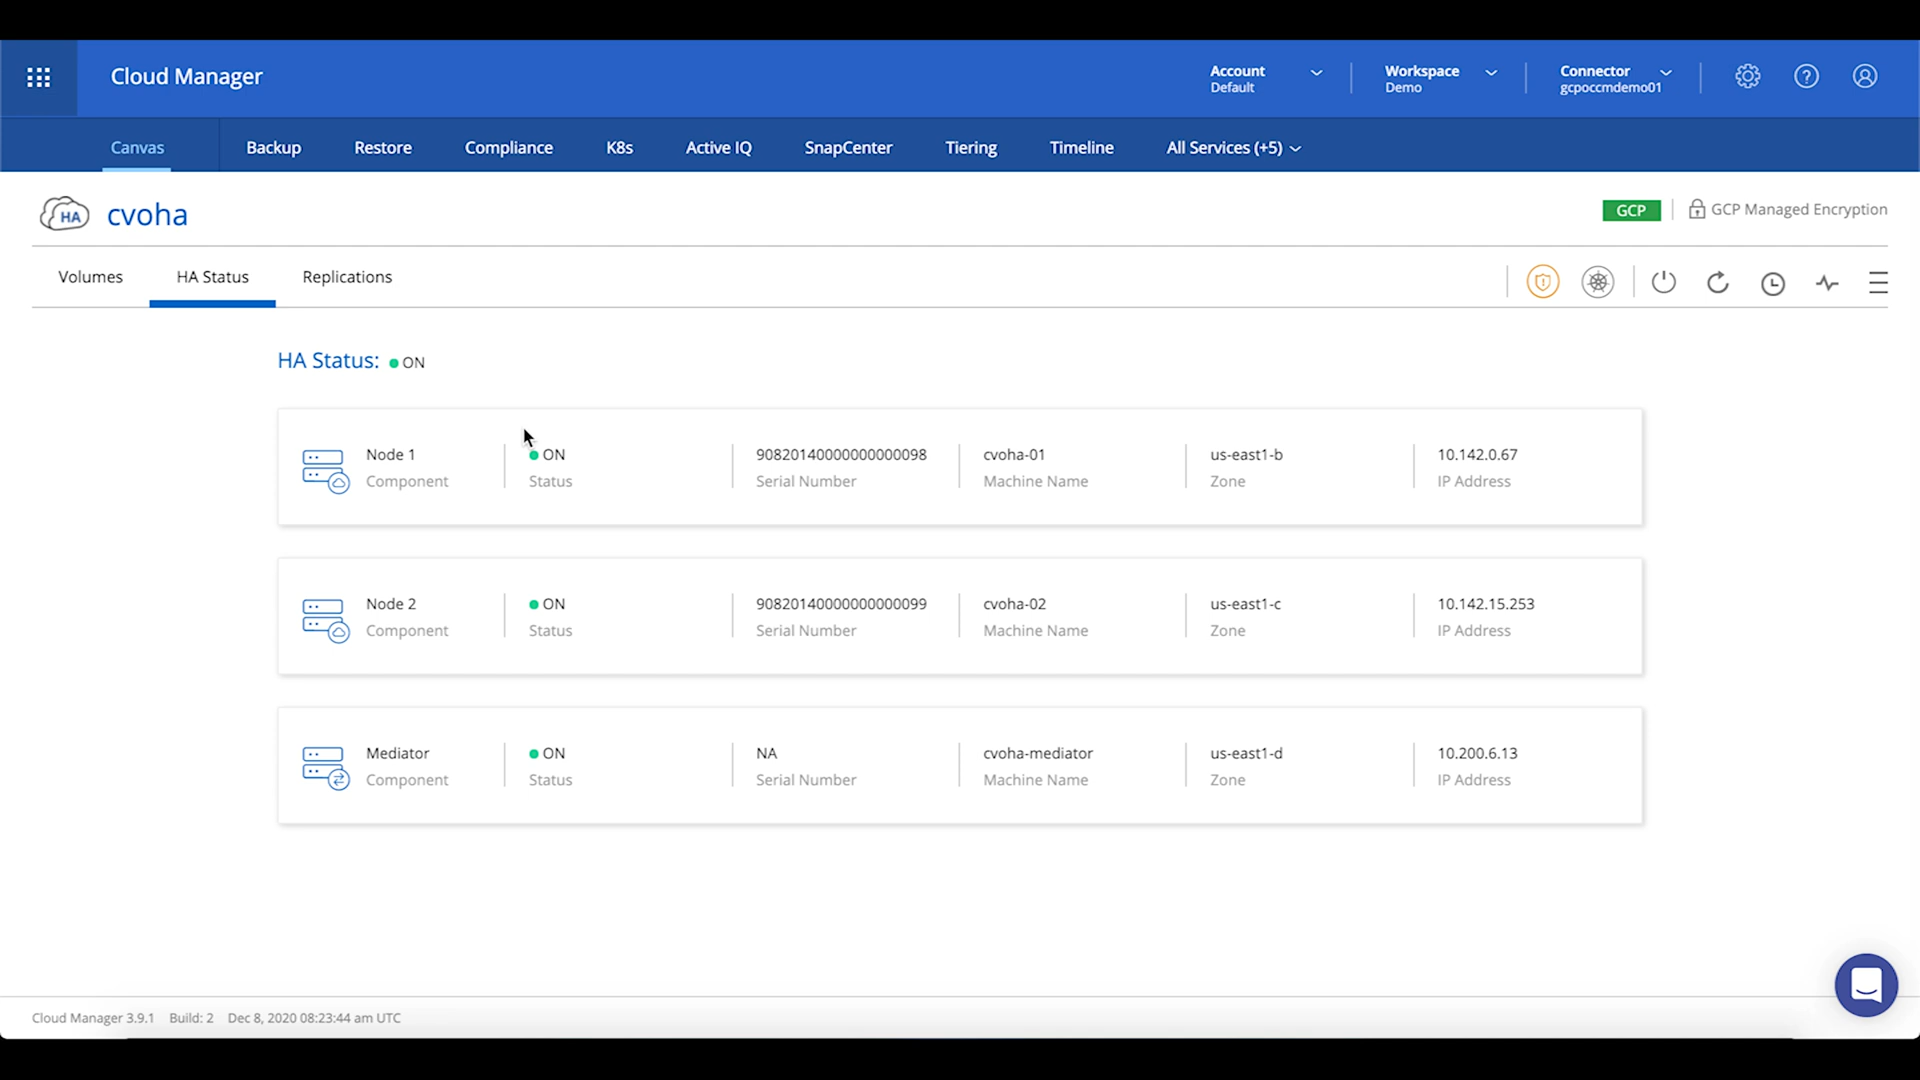 Cloud Manager
Account
Default
Workspace
Demo
Connector
gcpoccmdemo01
Canvas
Backup
Restore
Compliance
K8s
Active IQ
SnapCenter
Tiering
Timeline
All Services (+5)
HA
cvoha
GCP
GCP Managed Encryption
Volumes
HA Status
Replications
HA Status: ON
Node 1
Component
ON
Status
90820140000000000098
Serial Number
cvoha-01
Machine Name
us-east1-b
Zone
10.142.0.67
IP Address
Node 2
Component
ON
Status
90820140000000000099
Serial Number
cvoha-02
Machine Name
us-east1-c
Zone
10.142.15.253
IP Address
Mediator
Component
ON
Status
NA
Serial Number
cvoha-mediator
Machine Name
us-east1-d
Zone
10.200.6.13
IP Address
Cloud Manager 3.9.1 Build: 2 Dec 8, 2020 08:23:44 am UTC